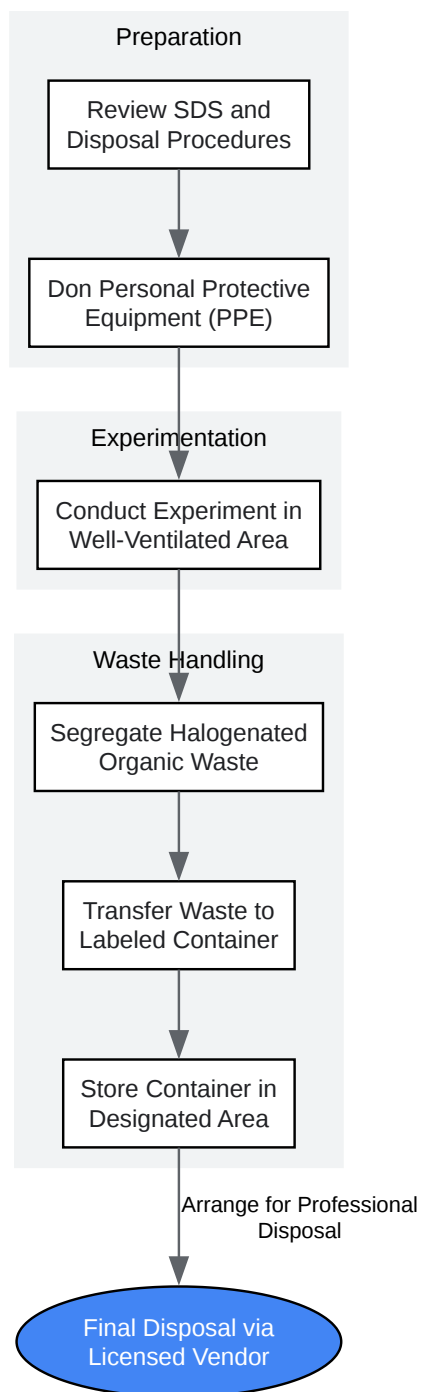 Preparation
Review SDS and
Disposal Procedures
Don Personal Protective
Equipment (PPE)
Experimentation
Conduct Experiment in
Well-Ventilated Area
Waste Handling
Segregate Halogenated
Organic Waste
Transfer Waste to
Labeled Container
Store Container in
Designated Area
Arrange for Professional
Disposal
Final Disposal via
Licensed Vendor